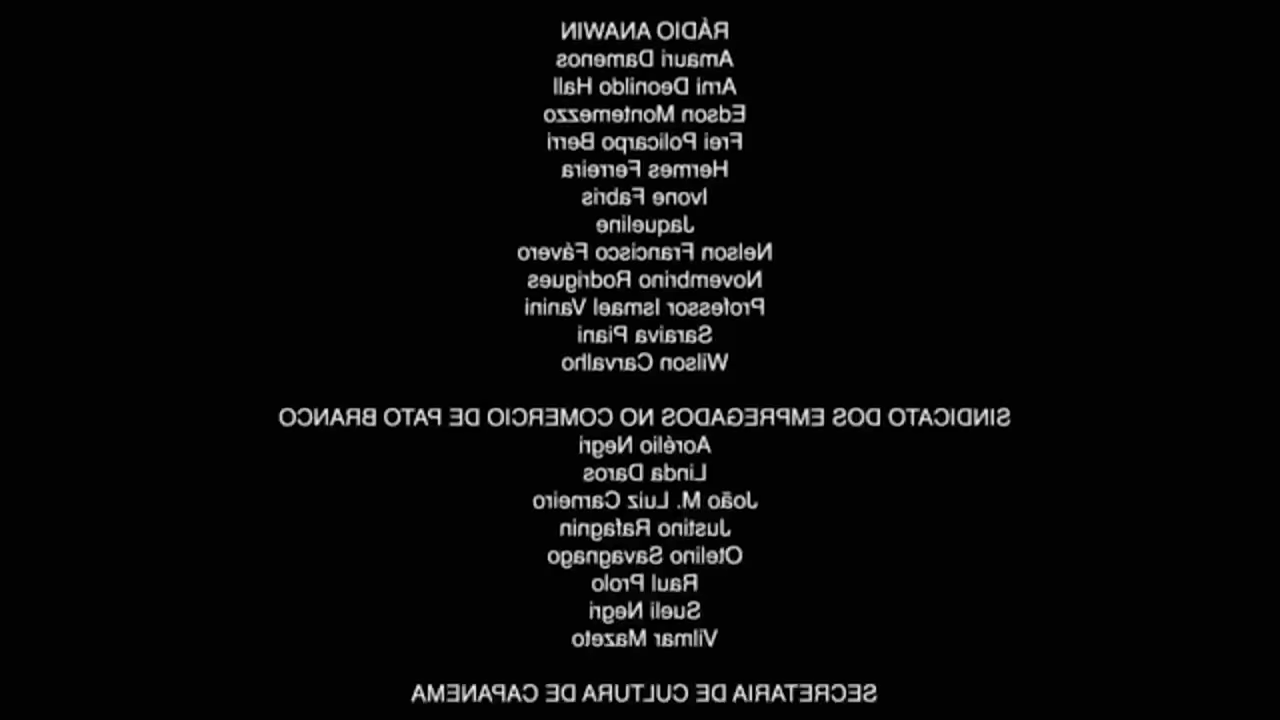 RÁDIO ANAWIN
Amauri Damenos
Arni Deonildo Hall
Edson Montemezzo
Frei Policarpo Berri
Hermes Ferreira
Ivone Fabris
Jaqueline
Nelson Francisco Fávero
Novembrino Rodrigues
Professor Ismael Vanini
Saraiva Piani
Wilson Carvalho
SINDICATO DOS EMPREGADOS NO COMERCIO DE PATO BRANCO
Aorélio Negri
Linda Daros
João M. Luiz Carneiro
Justino Rafagnin
Otelino Savagnago
Raul Prolo
Sueli Negri
Vilmar Mazeto
SECRETARIA DE CULTURA DE CAPANEMA